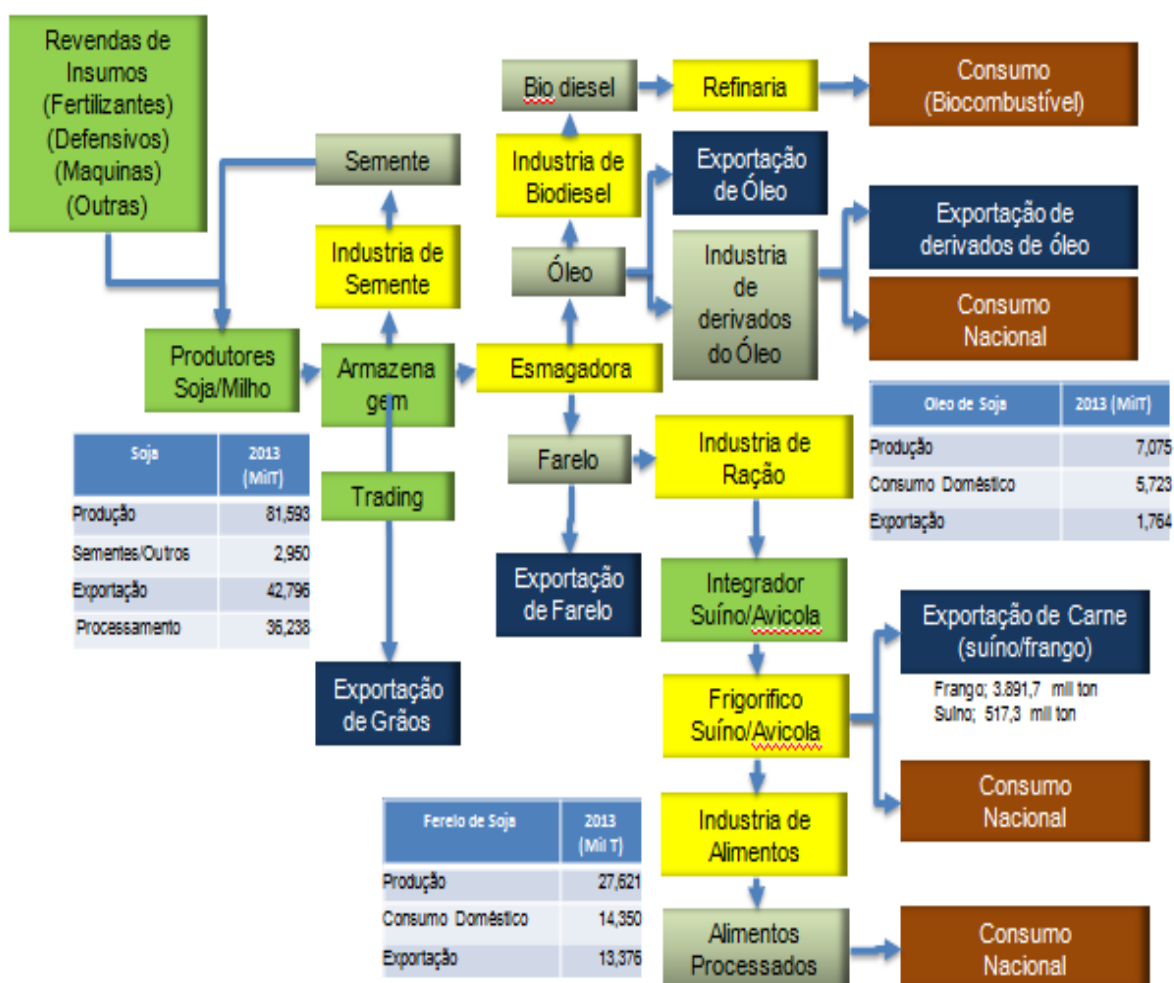 Revendas de
Insumos
(Fertilizantes)
(Defensivos)
(Maquinas)
(Outras)
Semente
Industria de
Semente
Produtores
Soja/Milho
Armazena
gem
Trading
Exportação
de Grãos
Bio diesel
Refinaria
Consumo
(Biocombustível)
Industria de
Biodiesel
Exportação
de Óleo
Óleo
Industria
de
derivados
do Óleo
Exportação de
derivados de óleo
Consumo
Nacional
Esmagadora
Farelo
Industria de
Ração
Exportação
de Farelo
Integrador
Suíno/Avicola
Frigorifico
Suíno/Avicola
Exportação de Carne
(suíno/frango)
Frango; 3.891,7 mil ton
Suíno; 517,3 mil ton
Consumo
Nacional
Industria de
Alimentos
Alimentos
Processados
Consumo
Nacional
Soja 2013
(MilT)
Produção 81,593
Sementes/Outros 2,950
Exportação 42,796
Processamento 36,238
Oleo de Soja 2013 (MilT)
Produção 7,075
Consumo Doméstico 5,723
Exportação 1,764
Ferelo de Soja 2013
(Mil T)
Produção 27,621
Consumo Doméstico 14,350
Exportação 13,376